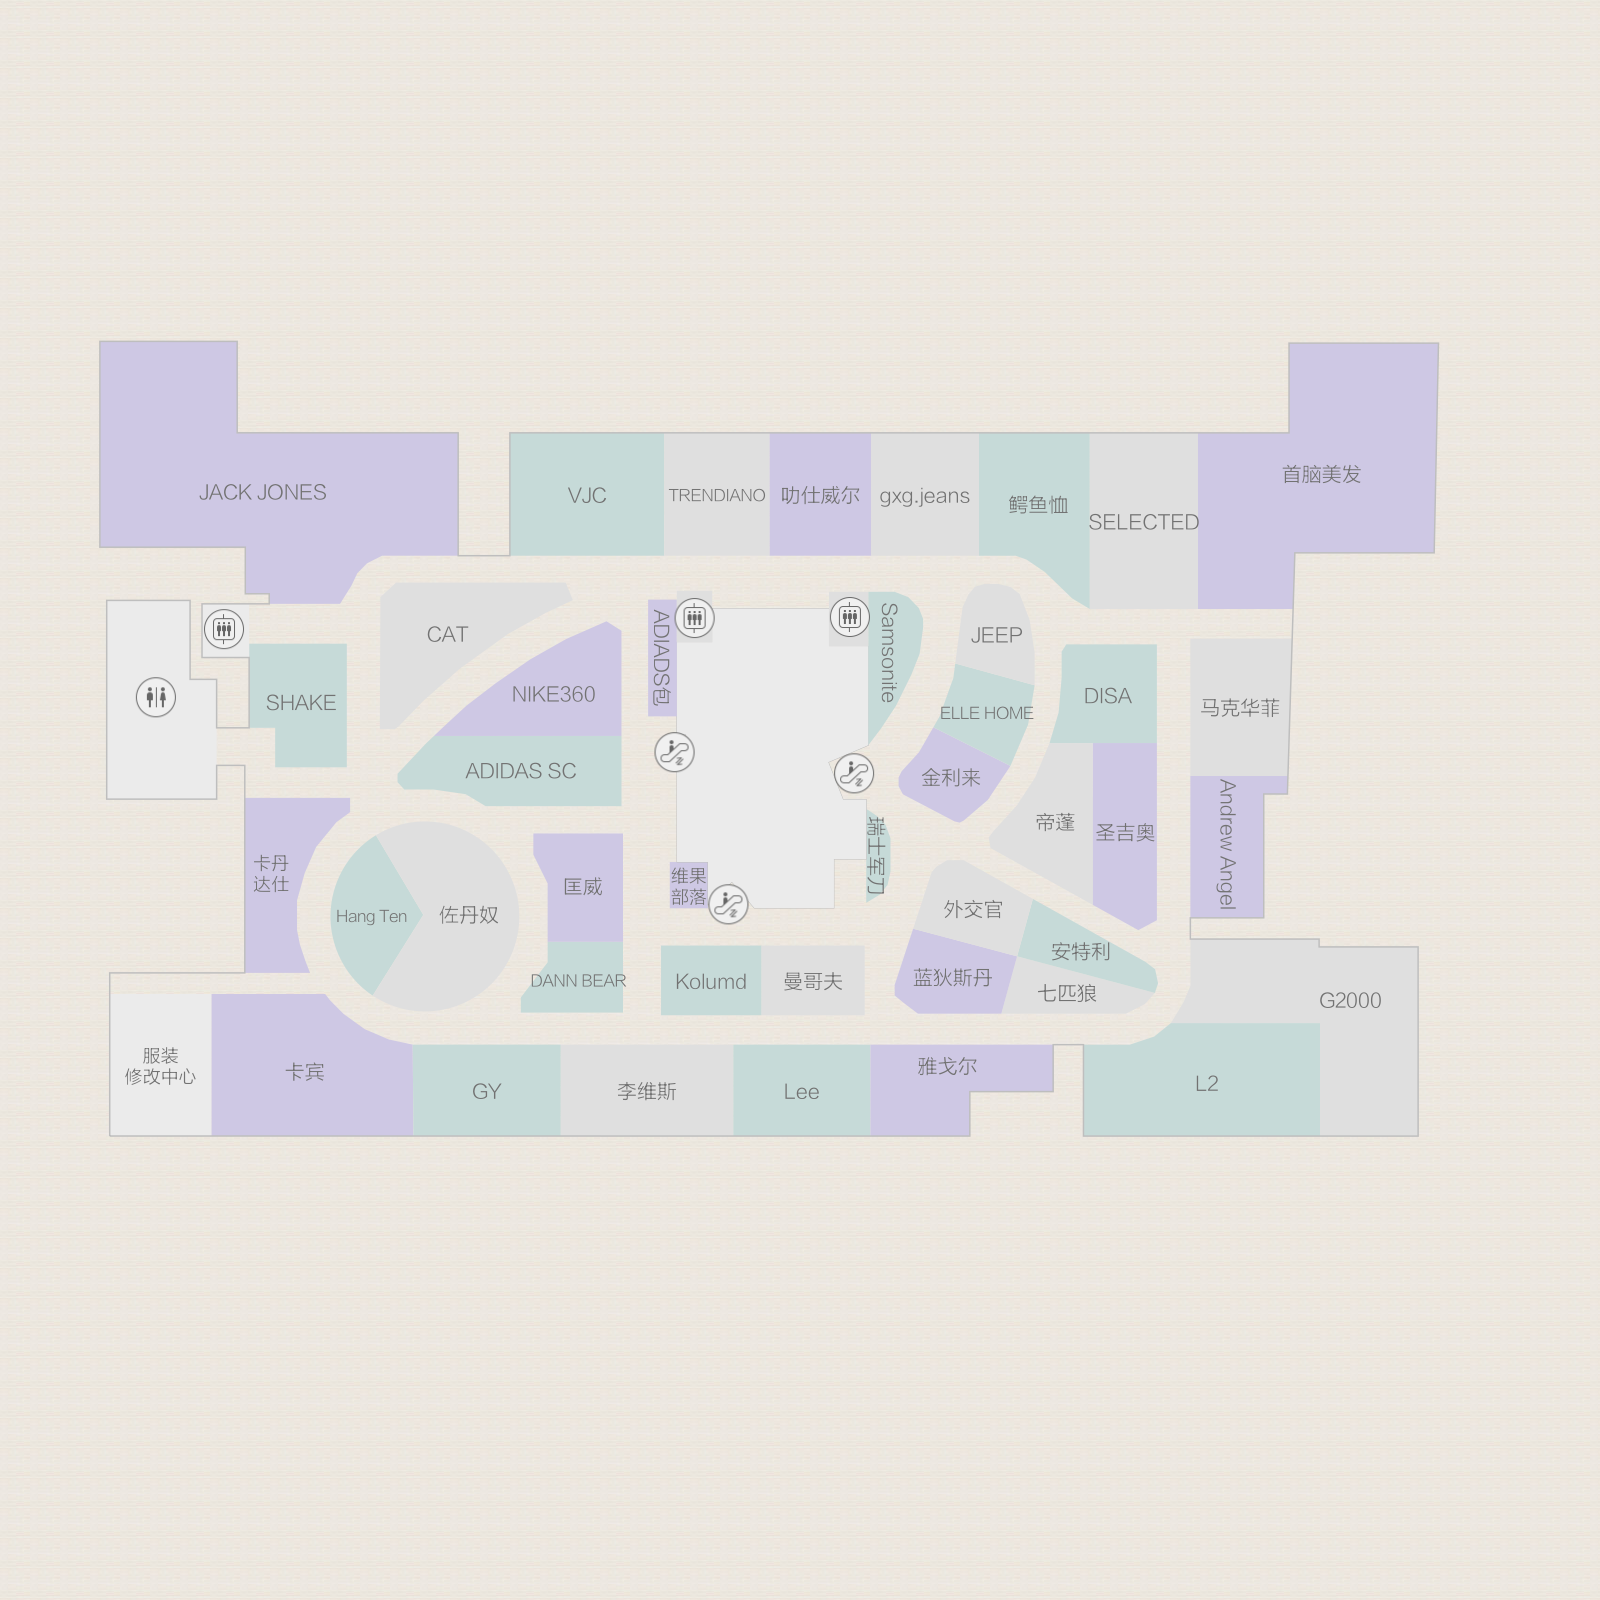 JACK JONES
VJC
TRENDIANO
叻仕威尔
gxg.jeans
鳄鱼恤
SELECTED
首脑美发
CAT
ADIADS包
Samsonite
JEEP
SHAKE
NIKE360
ELLE HOME
DISA
马克华菲
ADIDAS SC
金利来
帝蓬
圣吉奥
Andrew Angel
卡丹
达仕
Hang Ten
佐丹奴
匡威
维果
部落
瑞士军刀
外交官
安特利
DANN BEAR
Kolumd
曼哥夫
蓝狄斯丹
七匹狼
G2000
服装
修改中心
卡宾
GY
李维斯
Lee
雅戈尔
L2